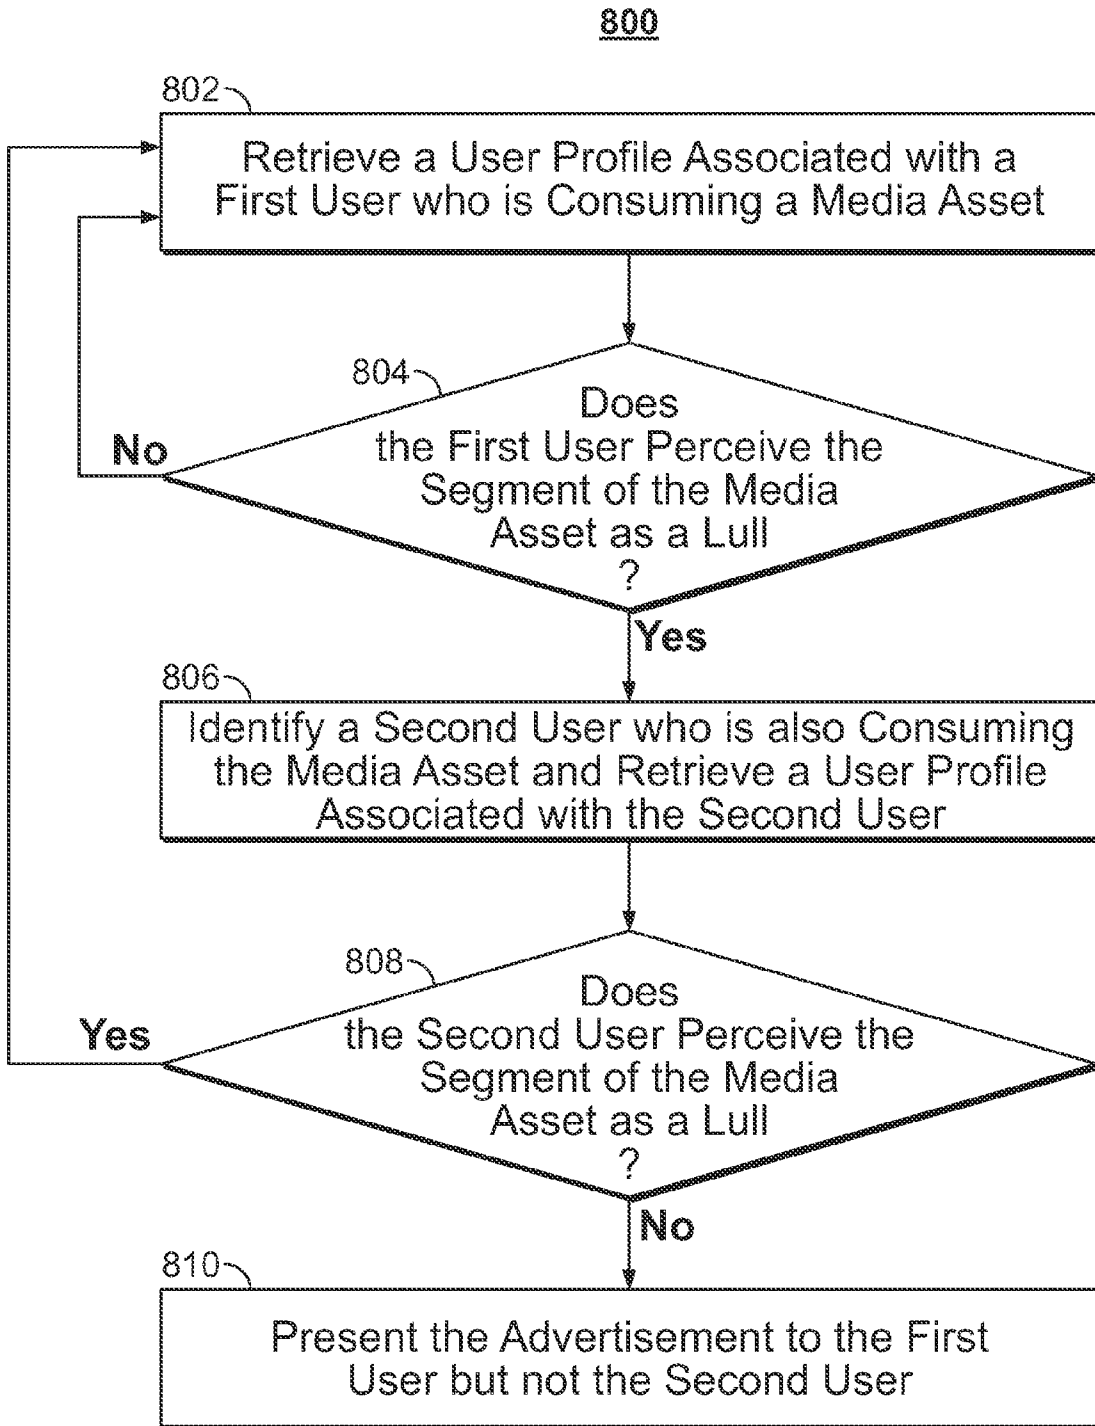 800
802
Retrieve a User Profile Associated with a
First User who is Consuming a Media Asset
804
Does
the First User Perceive the
Segment of the Media
Asset as a Lull
?
No
Yes
806
Identify a Second User who is also Consuming
the Media Asset and Retrieve a User Profile
Associated with the Second User
808
Does
the Second User Perceive the
Segment of the Media
Asset as a Lull
?
Yes
No
810
Present the Advertisement to the First
User but not the Second User